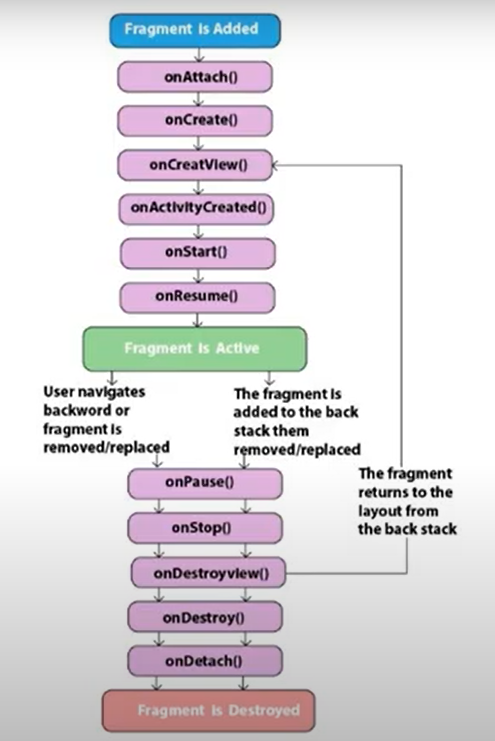 Fragment is Added
onAttach()
onCreate()
onCreatView()
onActivityCreated()
onStart()
onResume()
Fragment is Active
User navigates
backword or
fragment is
removed/replaced
The fragment is
added to the back
stack them
removed/replaced
The fragment
returns to the
layout from
the back stack
onPause()
onStop()
onDestroyview()
onDestroy()
onDetach()
Fragment is Destroyed